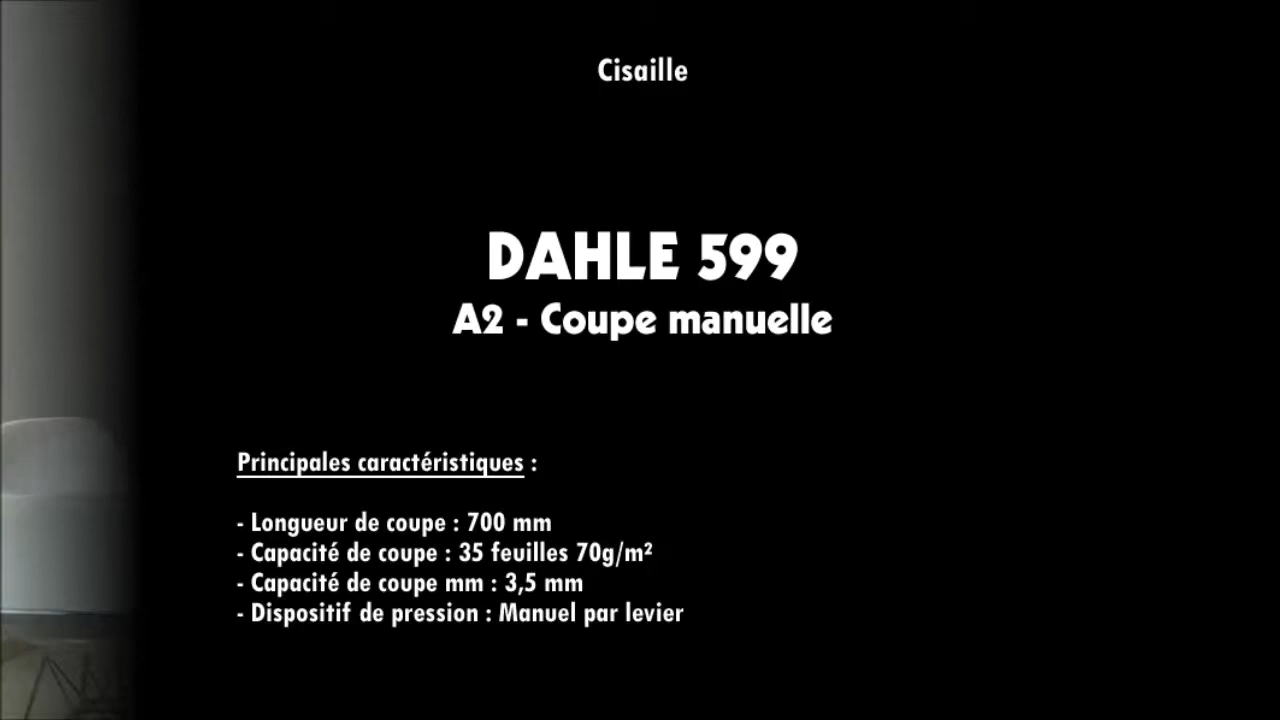 Cisaille
DAHLE 599
A2 - Coupe manuelle
Principales caractéristiques :
- Longueur de coupe : 700 mm
- Capacité de coupe : 35 feuilles 70g/m²
- Capacité de coupe mm : 3,5 mm
- Dispositif de pression : Manuel par levier